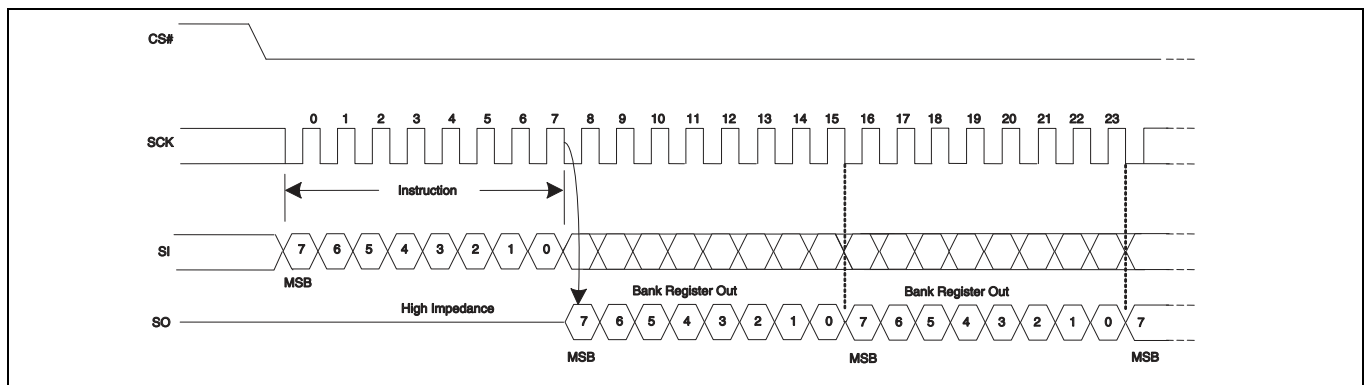 CS#
0 1 2 3 4 5 6 7 8 9 10 11 12 13 14 15 16 17 18 19 20 21 22 23
SCK
Instruction
SI 7 6 5 4 3 2 1 0
MSB
High Impedance Bank Register Out Bank Register Out
SO 7 6 5 4 3 2 1 0 7 6 5 4 3 2 1 0 7
MSB MSB MSB